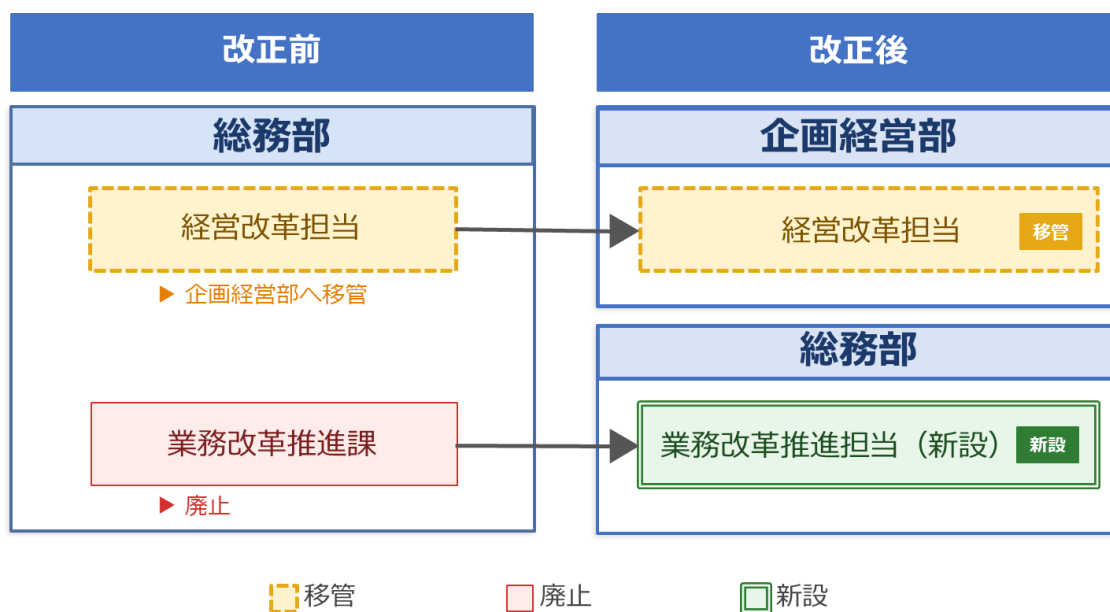 改正前
総務部
経営改革担当
▶ 企画経営部へ移管
業務改革推進課
▶ 廃止
改正後
企画経営部
経営改革担当
移管
総務部
業務改革推進担当（新設）
新設
移管
廃止
新設